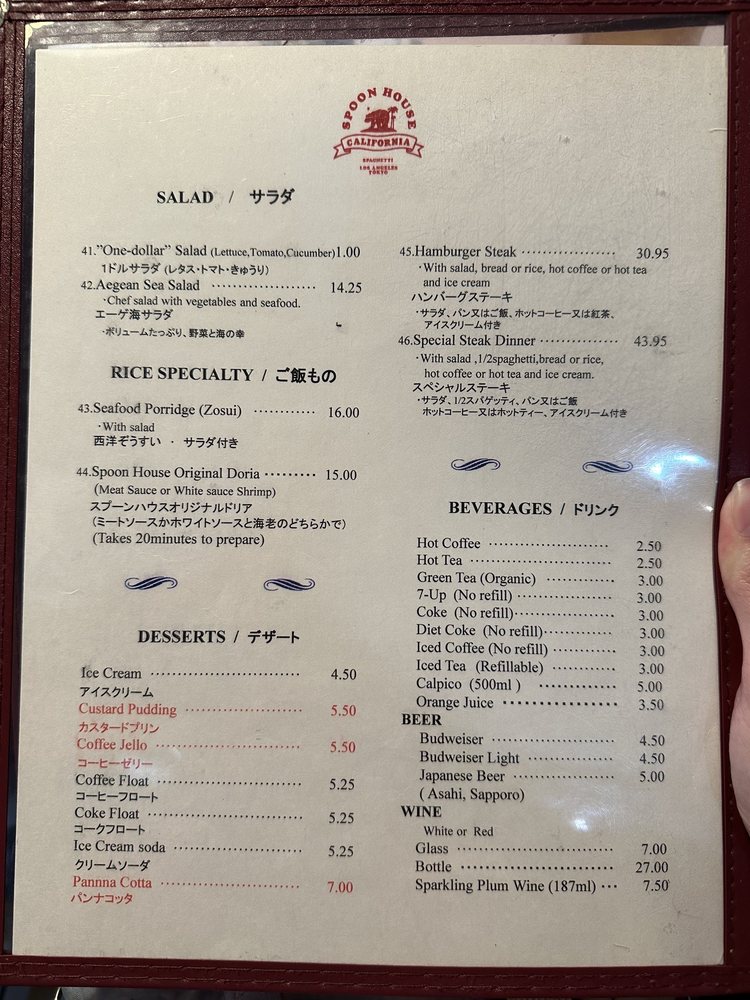 SPOON HOUSE
CALIFORNIA
SPAGHETTI
LOS ANGELES
TOKYO
SALAD / サラダ
41."One-dollar" Salad (Lettuce,Tomato,Cucumber)1.00
1ドルサラダ (レタス・トマト・きゅうり)
42.Aegean Sea Salad ·················· 14.25
·Chef salad with vegetables and seafood.
エーゲ海サラダ
·ボリュームたっぷり、野菜と海の幸
RICE SPECIALTY / ご飯もの
43.Seafood Porridge (Zosui) ············ 16.00
·With salad
西洋ぞうすい ・ サラダ付き
44.Spoon House Original Doria ········· 15.00
(Meat Sauce or White sauce Shrimp)
スプーンハウスオリジナルドリア
(ミートソースかホワイトソースと海老のどちらかで)
(Takes 20minutes to prepare)
DESSERTS / デザート
Ice Cream ························· 4.50
アイスクリーム
Custard Pudding ··················· 5.50
カスタードプリン
Coffee Jello ························ 5.50
コーヒーゼリー
Coffee Float ························ 5.25
コーヒーフロート
Coke Float ························· 5.25
コークフロート
Ice Cream soda ····················· 5.25
クリームソーダ
Pannna Cotta ······················· 7.00
パンナコッタ
45.Hamburger Steak ·················· 30.95
·With salad, bread or rice, hot coffee or hot tea
and ice cream
ハンバーグステーキ
·サラダ、パン又はご飯、ホットコーヒー又は紅茶、
アイスクリーム付き
46.Special Steak Dinner ··············· 43.95
·With salad ,1/2spaghetti,bread or rice,
hot coffee or hot tea and ice cream.
スペシャルステーキ
·サラダ、1/2スパゲッティ、パン又はご飯
ホットコーヒー又はホットティー、アイスクリーム付き
BEVERAGES / ドリンク
Hot Coffee ······················ 2.50
Hot Tea ························· 2.50
Green Tea (Organic) ············ 3.00
7-Up (No refill) ················· 3.00
Coke (No refill)·················· 3.00
Diet Coke (No refill)············· 3.00
Iced Coffee (No refill) ··········· 3.00
Iced Tea (Refillable) ············ 3.00
Calpico (500ml ) ·············· 5.00
Orange Juice ···················· 3.50
BEER
Budweiser ······················ 4.50
Budweiser Light ················· 4.50
Japanese Beer ··················· 5.00
( Asahi, Sapporo)
WINE
White or Red
Glass ···························· 7.00
Bottle ··························· 27.00
Sparkling Plum Wine (187ml) ··· 7.50